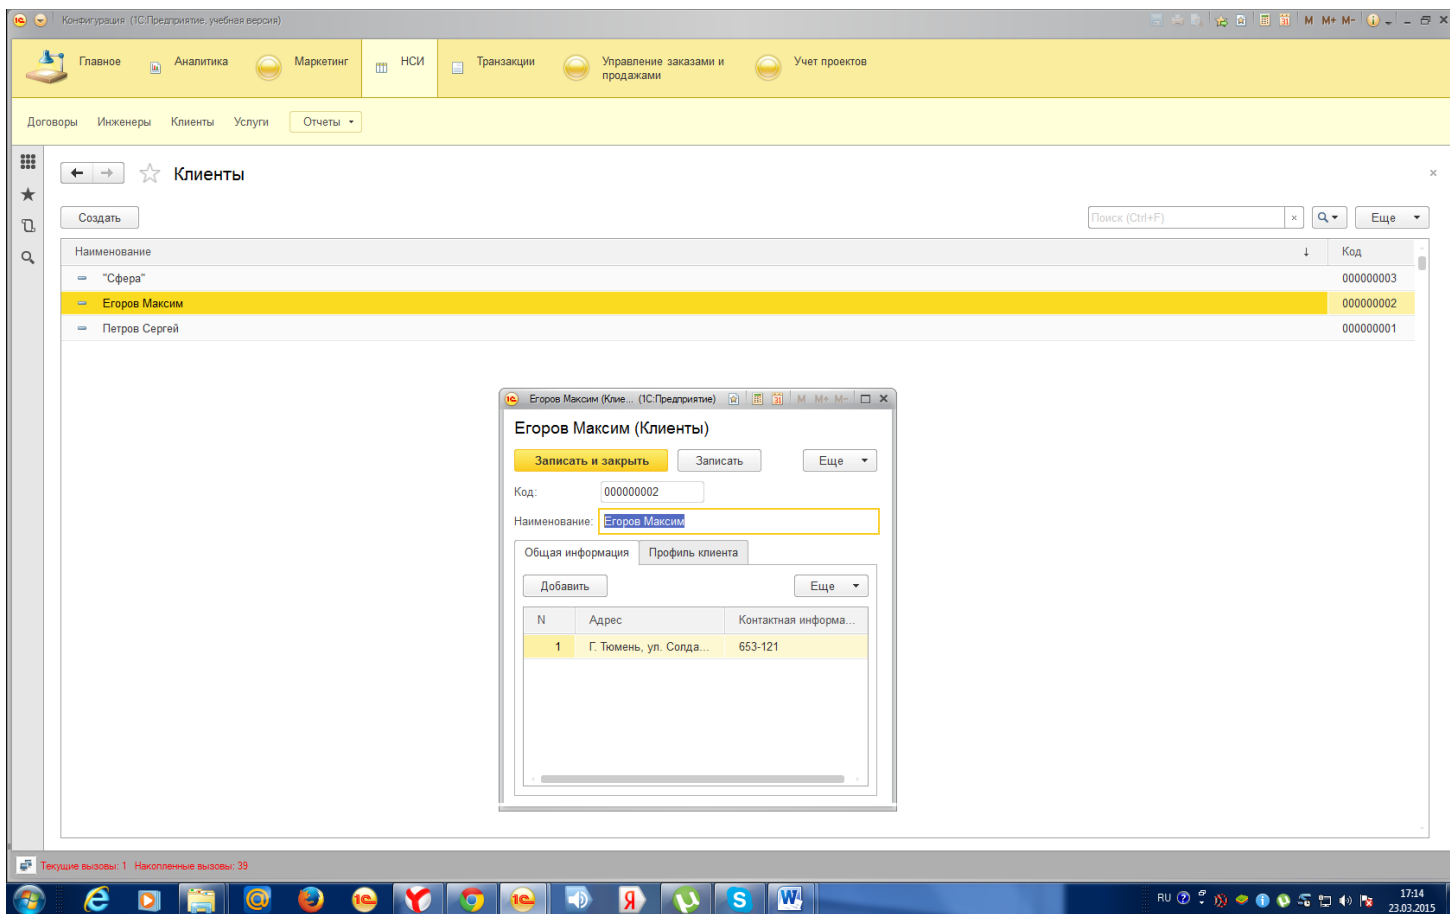 Конфигурация (1С:Предприятие, учебная версия)
M M+ M-
Главное Аналитика Маркетинг НСИ Транзакции Управление заказами и продажами Учет проектов
Договоры Инженеры Клиенты Услуги Отчеты
Клиенты
Создать Поиск (Ctrl+F) × Еще
Наименование ↓ Код
"Сфера" 000000003
Егоров Максим 000000002
Петров Сергей 000000001
Егоров Максим (Клие... (1С:Предприятие) M M+ M-
Егоров Максим (Клиенты)
Записать и закрыть Записать Еще
Код: 000000002
Наименование: Егоров Максим
Общая информация Профиль клиента
Добавить Еще
N Адрес Контактная информа...
1 Г. Тюмень, ул. Солда... 653-121
Текущие вызовы: 1 Накопленные вызовы: 39
RU 17:14
23.03.2015